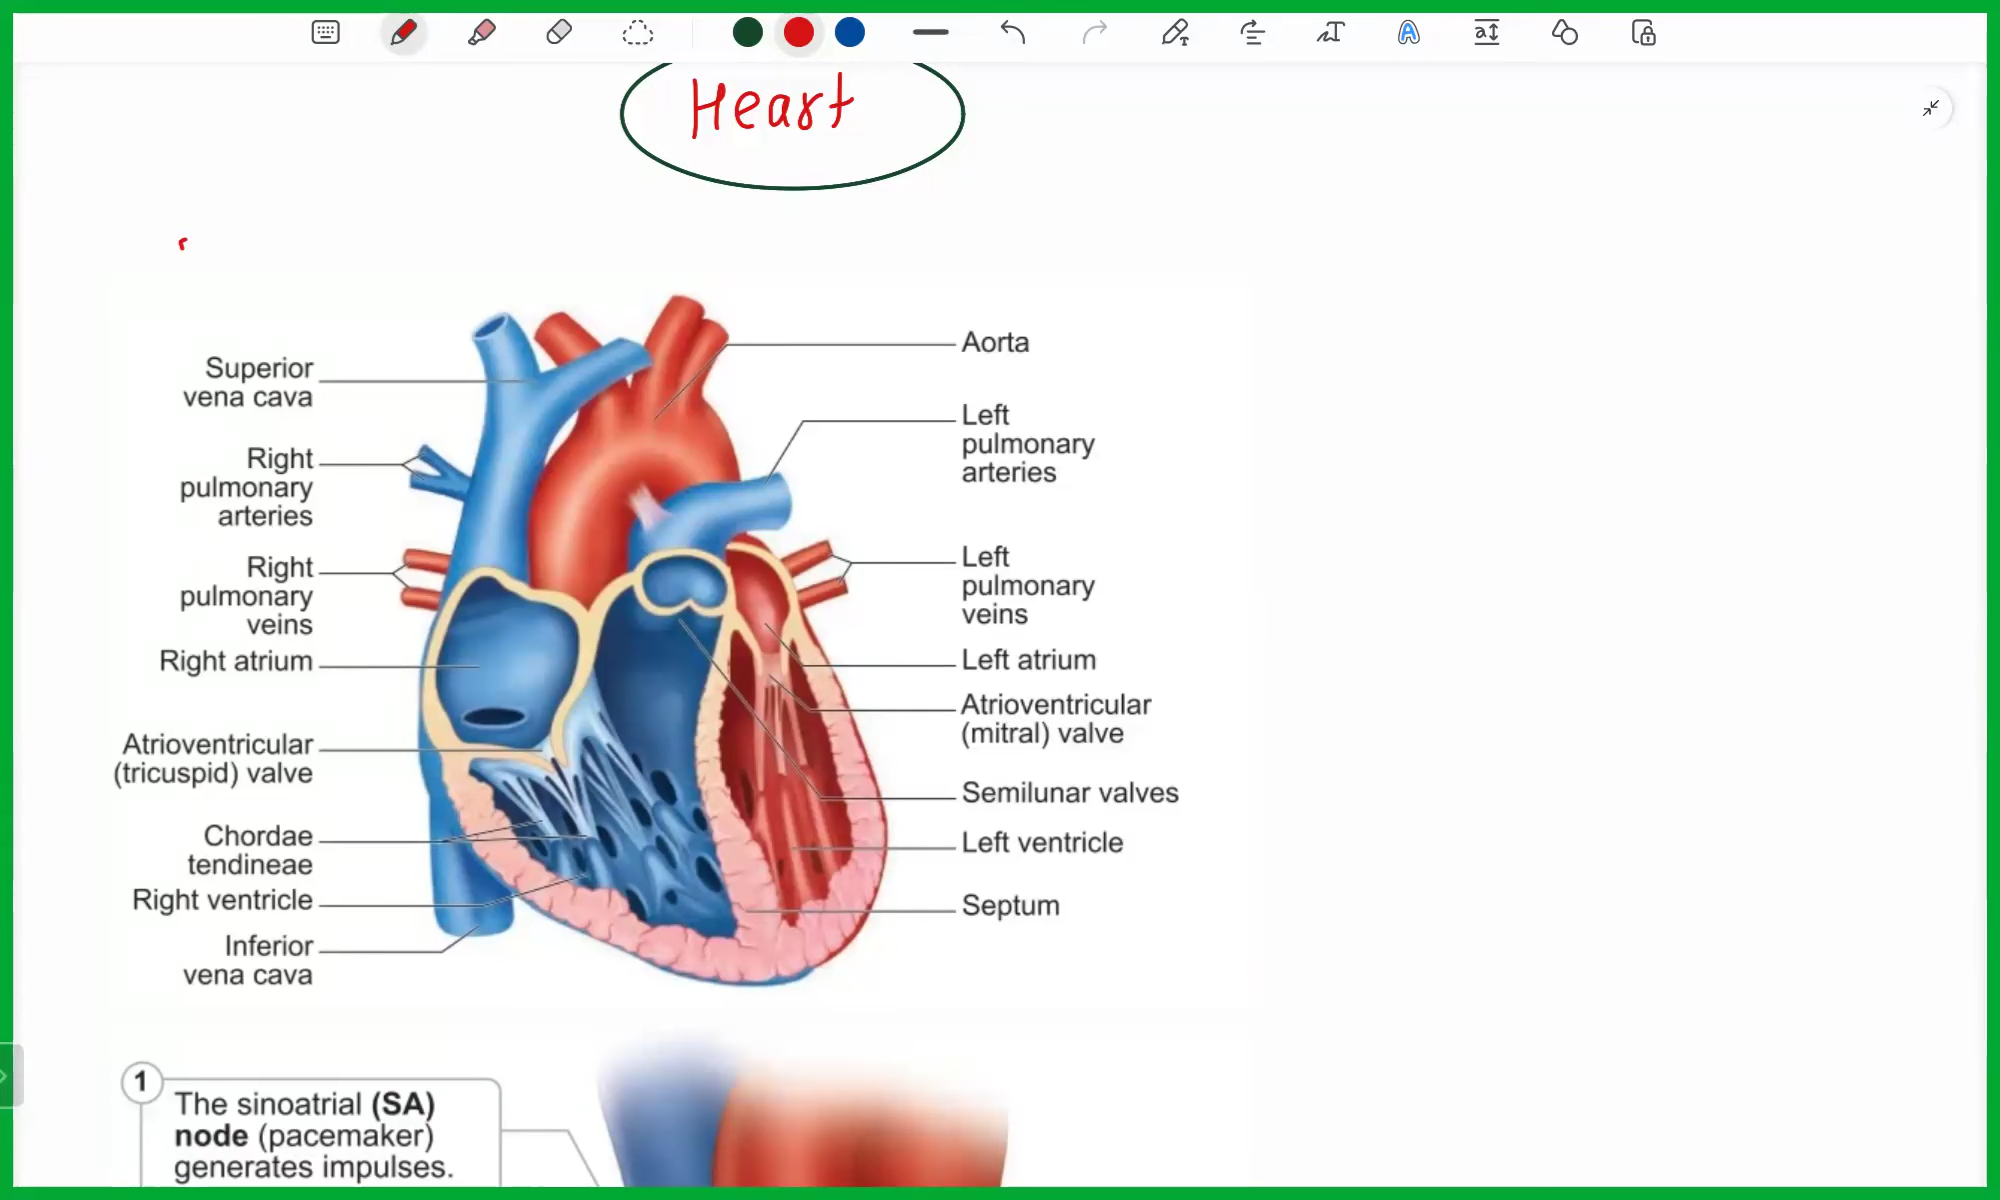 Heart
Superior
vena cava
Right
pulmonary
arteries
Right
pulmonary
veins
Right atrium
Atrioventricular
(tricuspid) valve
Chordae
tendineae
Right ventricle
Inferior
vena cava
Aorta
Left
pulmonary
arteries
Left
pulmonary
veins
Left atrium
Atrioventricular
(mitral) valve
Semilunar valves
Left ventricle
Septum
1
The sinoatrial (SA)
node (pacemaker)
generates impulses.